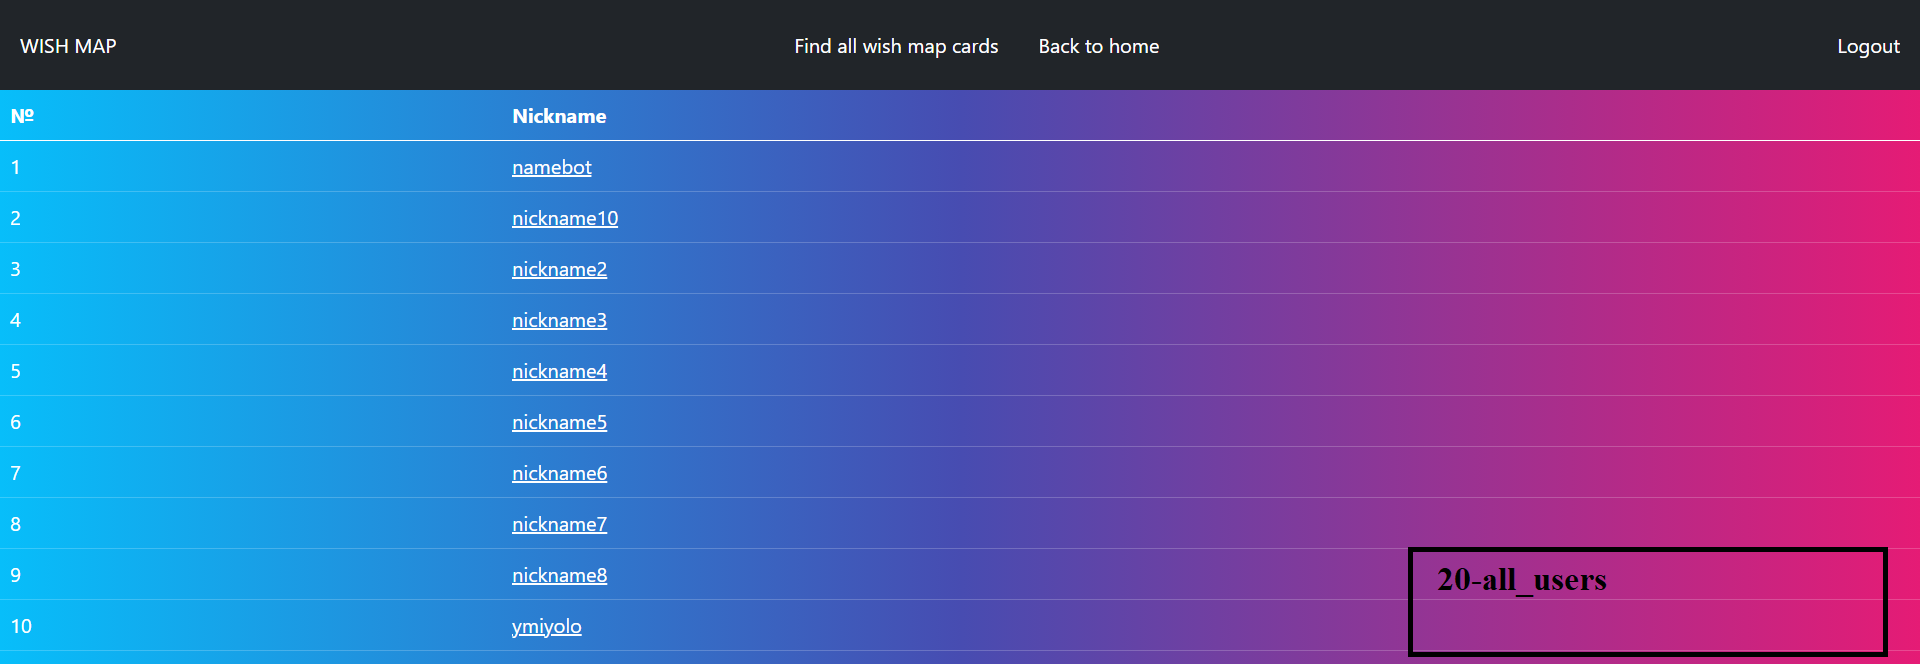 WISH MAP Find all wish map cards Back to home Logout
№ Nickname
1 namebot
2 nickname10
3 nickname2
4 nickname3
5 nickname4
6 nickname5
7 nickname6
8 nickname7
9 nickname8
20-all_users
10 ymiyolo